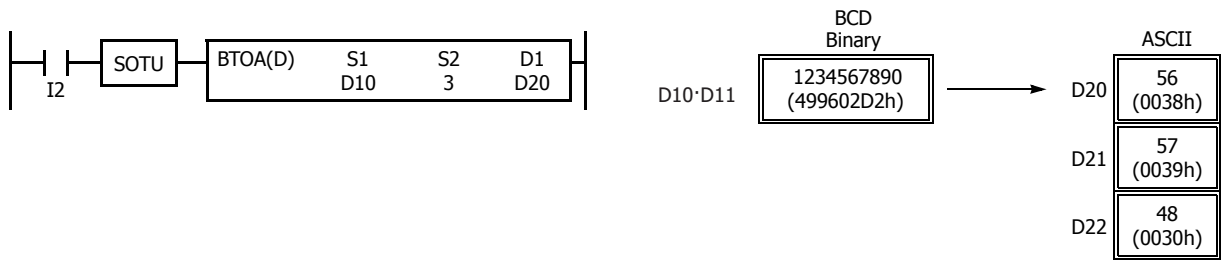 BCD
Binary
ASCII
SOTU
BTOA(D) S1 S2 D1
D10 3 D20
I2
D10·D11
1234567890
(499602D2h)
D20
56
(0038h)
D21
57
(0039h)
D22
48
(0030h)